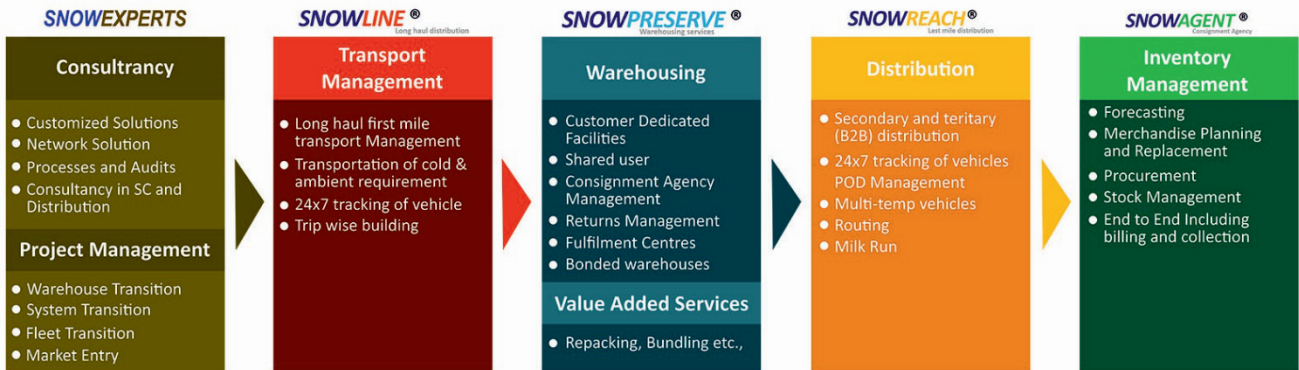 SNOWEXPERTS
Consultrancy
Customized Solutions
Network Solution
Processes and Audits
Consultancy in SC and
Distribution
Project Management
Warehouse Transition
System Transition
Fleet Transition
Market Entry
SNOWLINE ®
Long haul distribution
Transport
Management
Long haul first mile
transport Management
Transportation of cold &
ambient requirement
24x7 tracking of vehicle
Trip wise building
SNOWPRESERVE ®
Warehousing services
Warehousing
Customer Dedicated
Facilities
Shared user
Consignment Agency
Management
Returns Management
Fulfilment Centres
Bonded warehouses
Value Added Services
Repacking, Bundling etc.,
SNOWREACH ®
Last mile distribution
Distribution
Secondary and teritary
(B2B) distribution
24x7 tracking of vehicles
POD Management
Multi-temp vehicles
Routing
Milk Run
SNOWAGENT ®
Consignment Agency
Inventory
Management
Forecasting
Merchandise Planning
and Replacement
Procurement
Stock Management
End to End Including
billing and collection